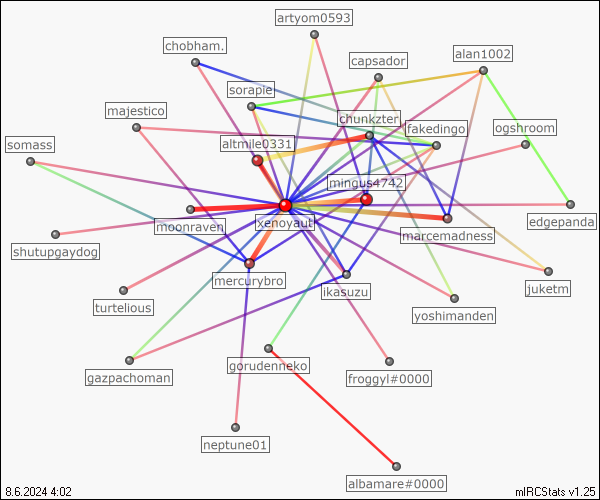 artyom0593
chobham.
alan1002
capsador
sorapie
majestico
chunkzter
ogshroom
fakedingo
somass
altmile0331
mingus4742
edgepanda
xenoyaut
moonraven
marcemadness
shutupgaydog
mercurybro
ikasuzu
juketm
turtelious
yoshimanden
gorudenneko
gazpachoman
froggyl#0000
neptune01
albamare#0000
8.6.2024 4:02
mIRCStats v1.25